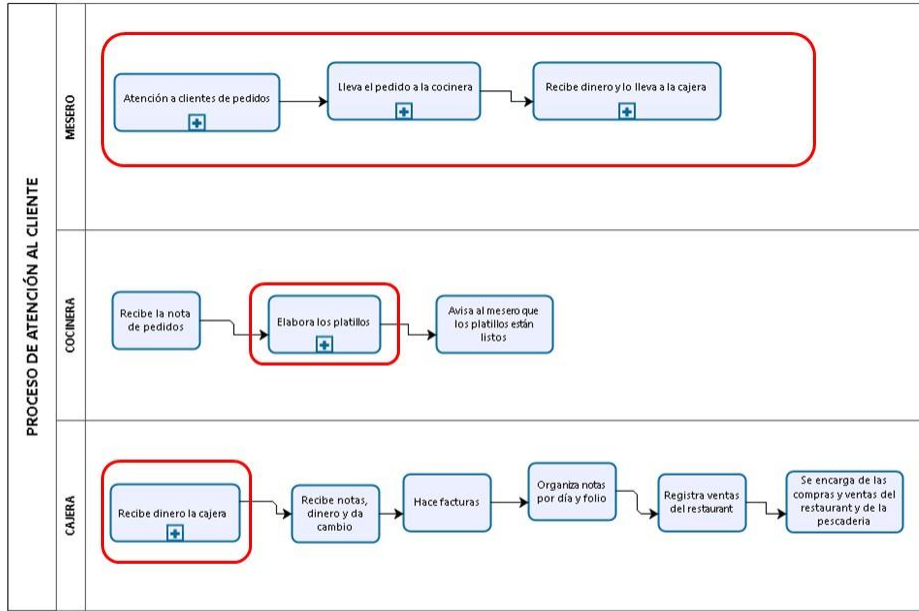 PROCESO DE ATENCIÓN AL CLIENTE
MESERO
Atención a clientes de pedidos
Lleva el pedido a la cocinera
Recibe dinero y lo lleva a la cajera
COCINERA
Recibe la nota
de pedidos
Elabora los platillos
Avisa al mesero que
los platillos están
listos
CAJERA
Recibe dinero la cajera
Recibe notas,
dinero y da
cambio
Hace facturas
Organiza notas
por día y folio
Registra ventas
del restaurant
Se encarga de las
compras y ventas del
restaurant y de la
pescaderia